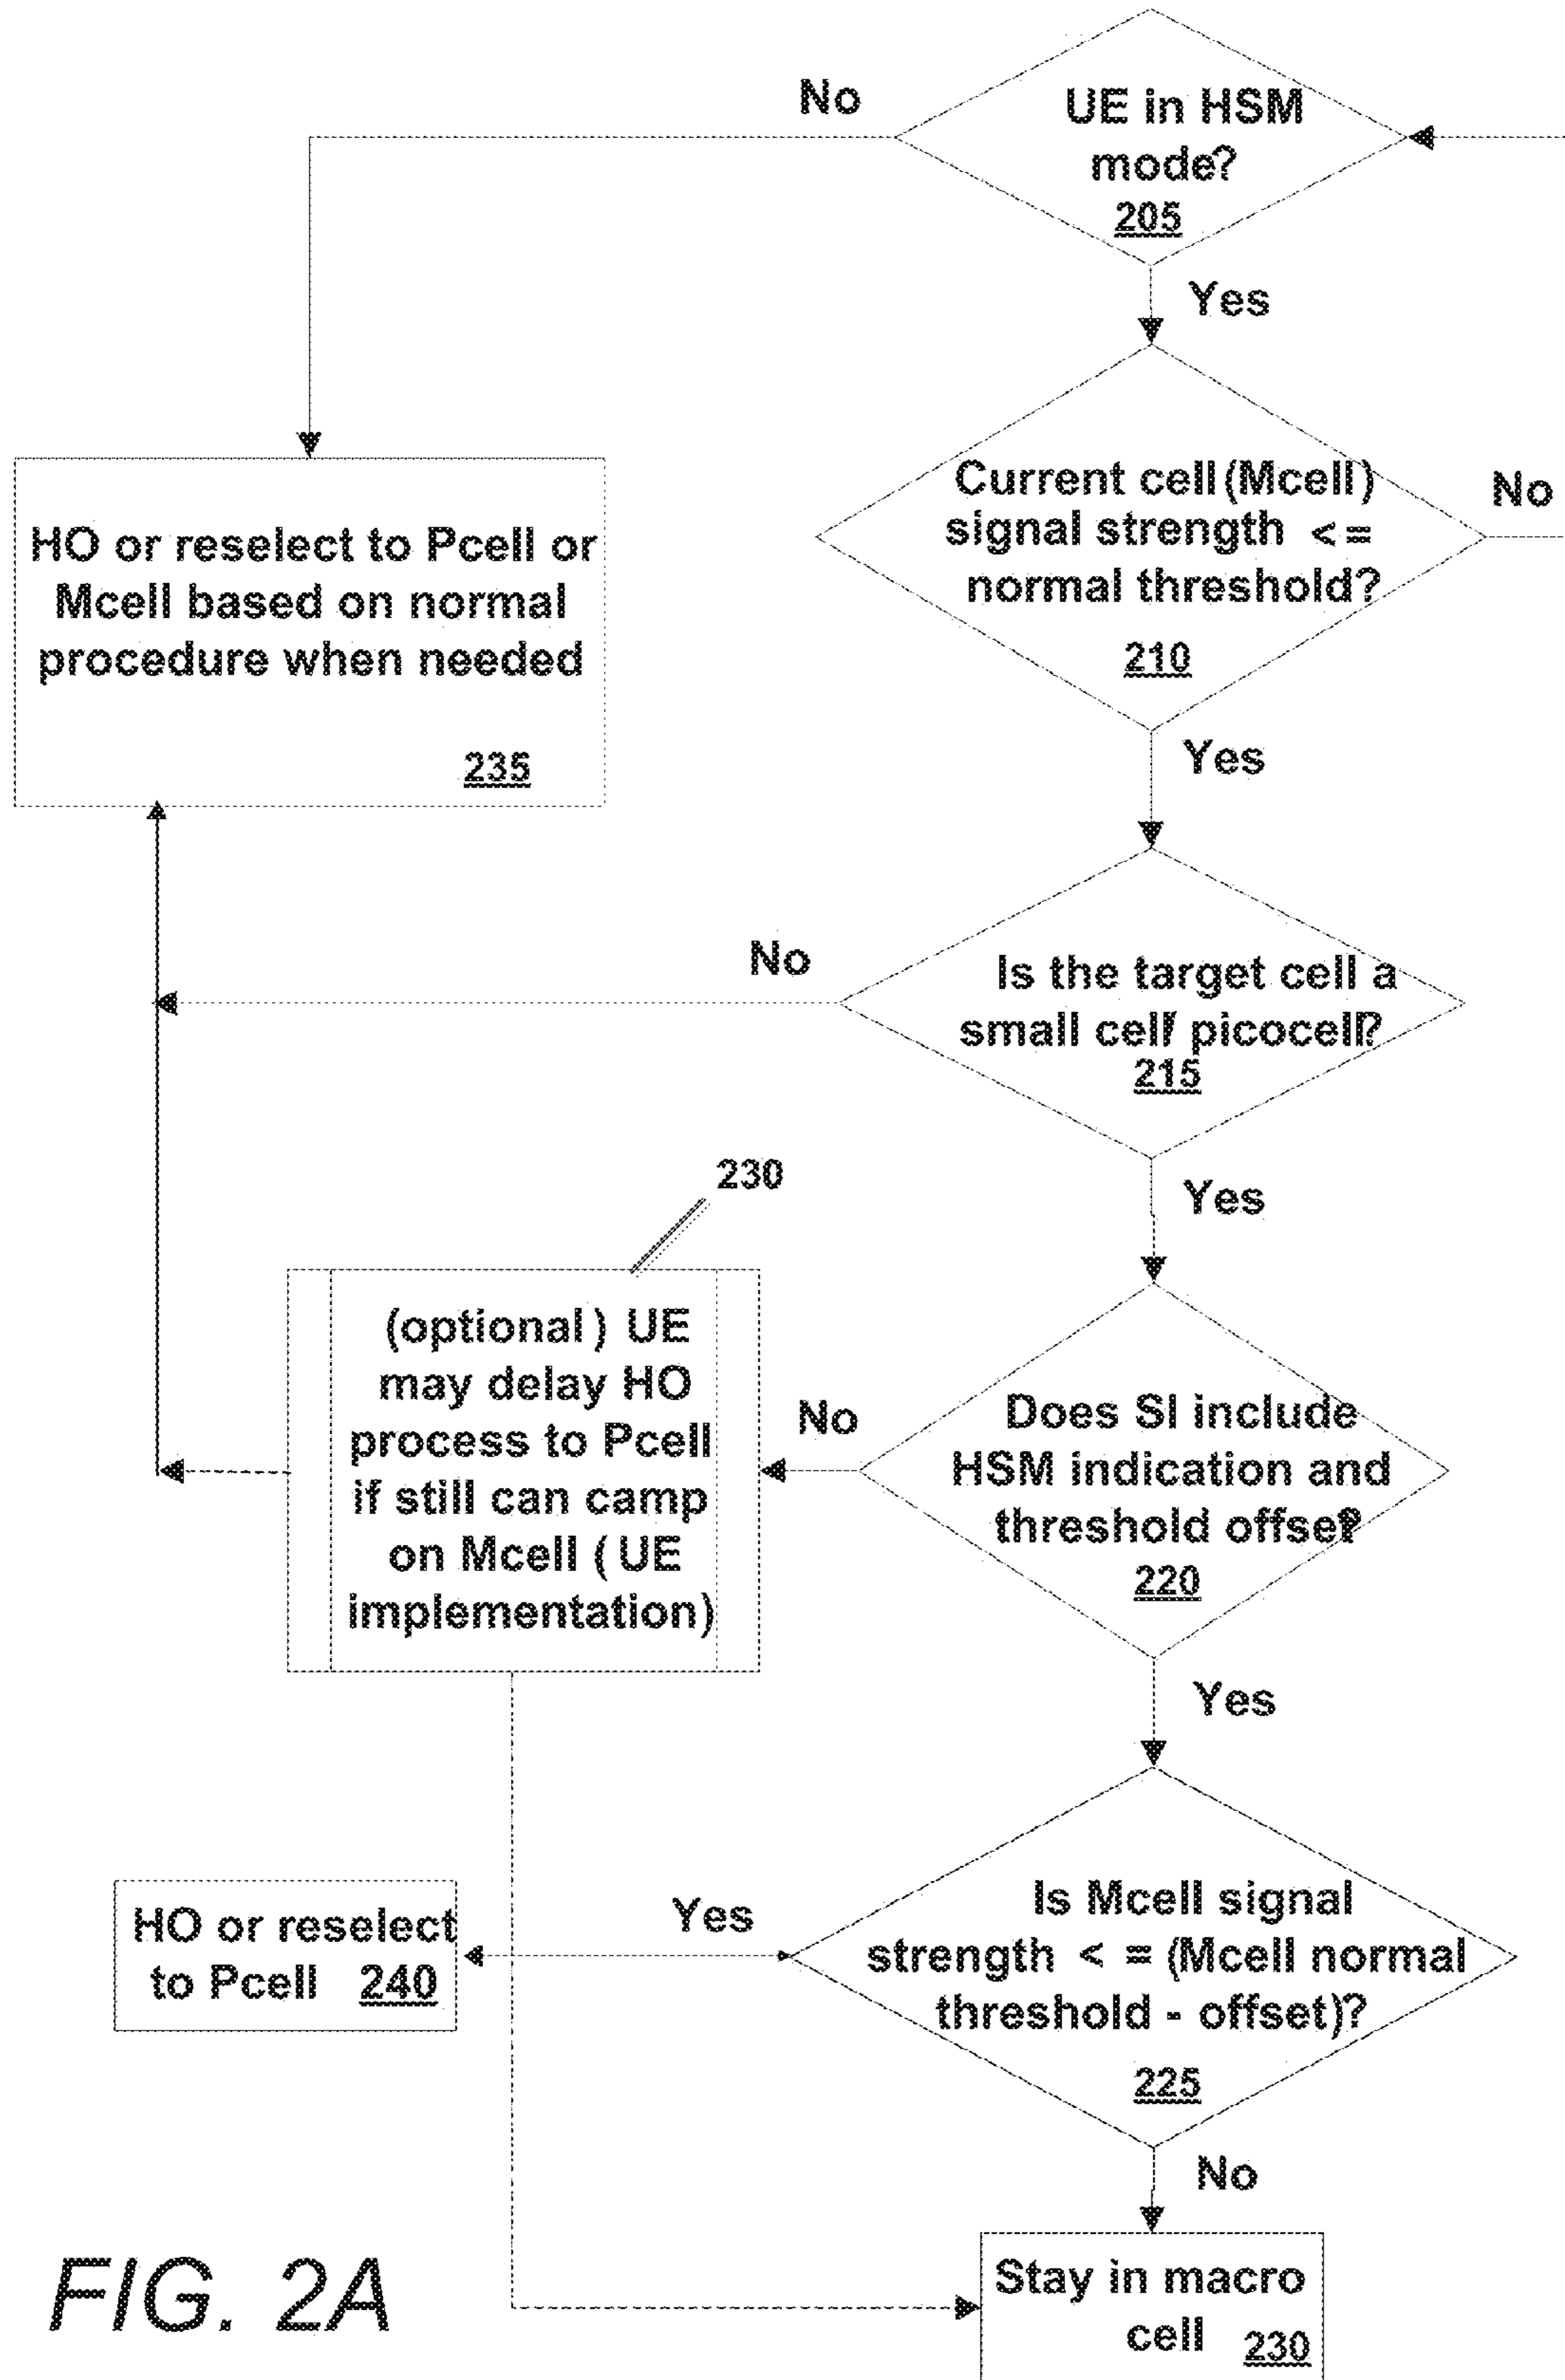 No
UE in HSM
mode?
205
Yes
Current cell (Mcell)
signal strength <=
normal threshold?
210
No
HO or reselect to Pcell or
Mcell based on normal
procedure when needed
235
Yes
No
Is the target cell a
small cell/ picocell?
215
Yes
230
(optional) UE
may delay HO
process to Pcell
if still can camp
on Mcell (UE
implementation)
No
Does SI include
HSM indication and
threshold offset?
220
Yes
HO or reselect
to Pcell 240
Yes
Is Mcell signal
strength < = (Mcell normal
threshold - offset)?
225
No
Stay in macro
cell 230
FIG. 2A